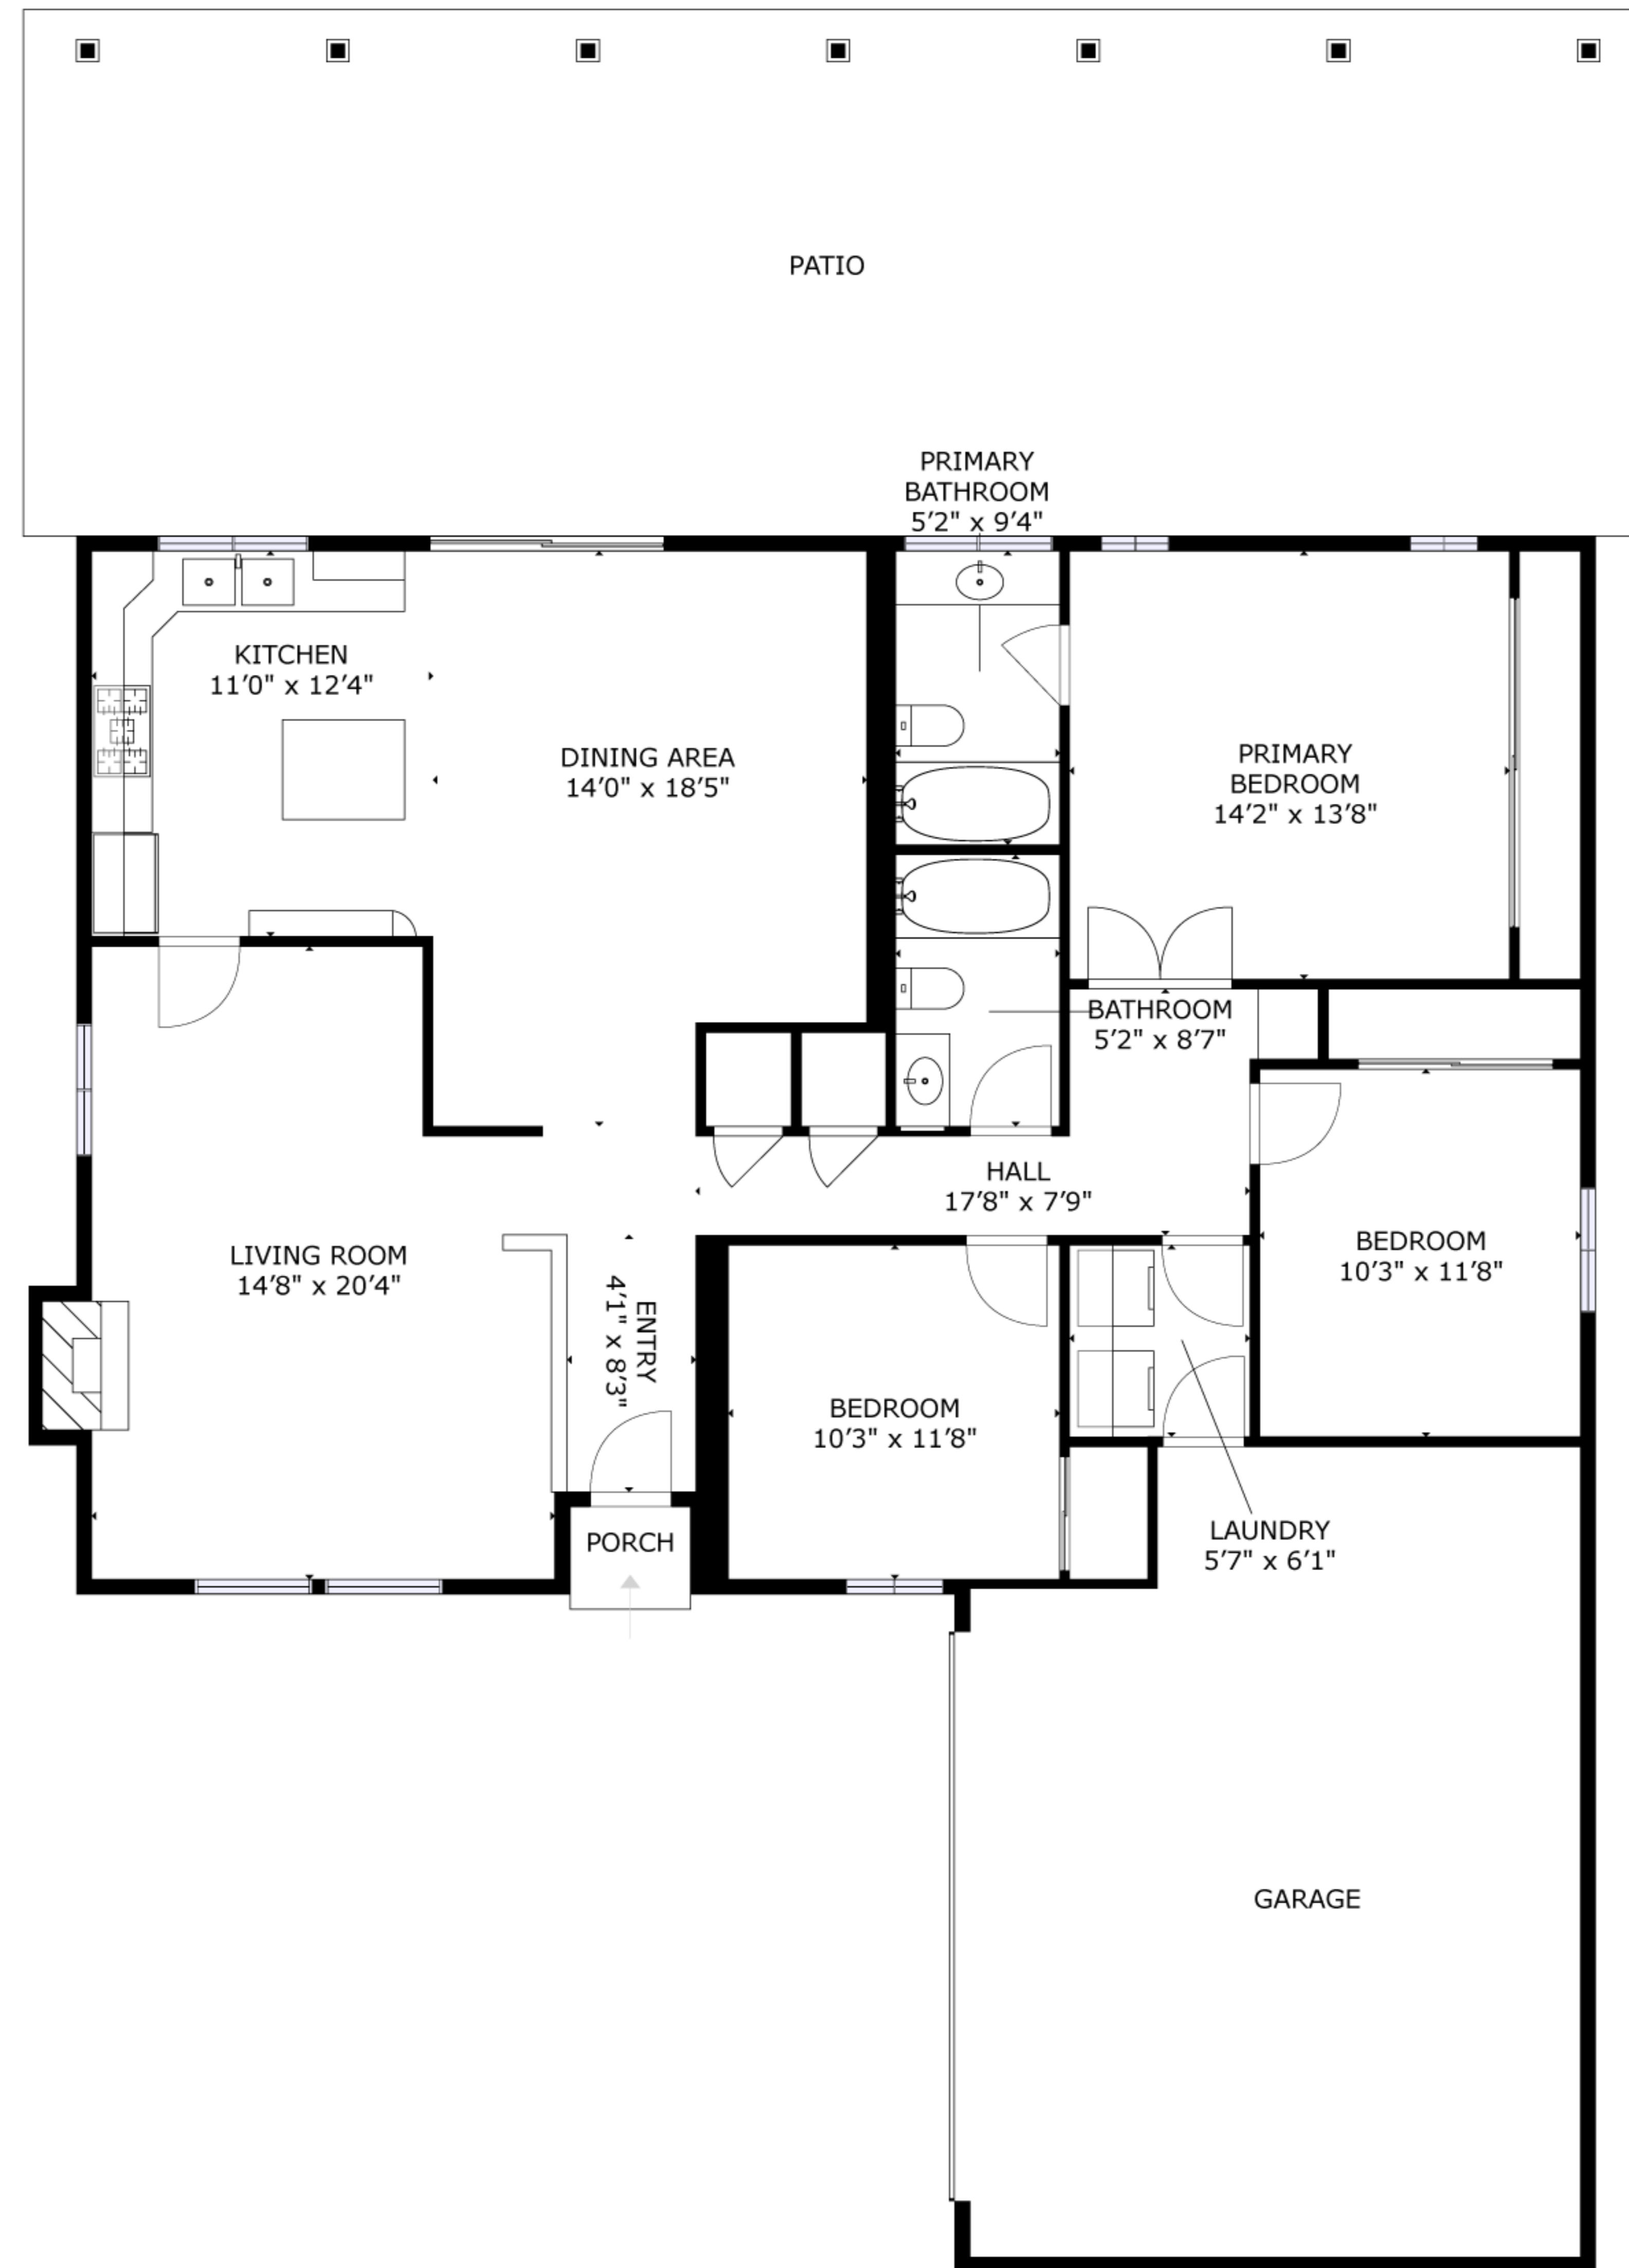 PATIO
PRIMARY
BATHROOM
5'2" x 9'4"
KITCHEN
11'0" x 12'4"
DINING AREA
14'0" x 18'5"
PRIMARY
BEDROOM
14'2" x 13'8"
BATHROOM
5'2" x 8'7"
HALL
17'8" x 7'9"
LIVING ROOM
14'8" x 20'4"
ENTRY
4'1" x 8'3"
BEDROOM
10'3" x 11'8"
BEDROOM
10'3" x 11'8"
LAUNDRY
5'7" x 6'1"
PORCH
GARAGE